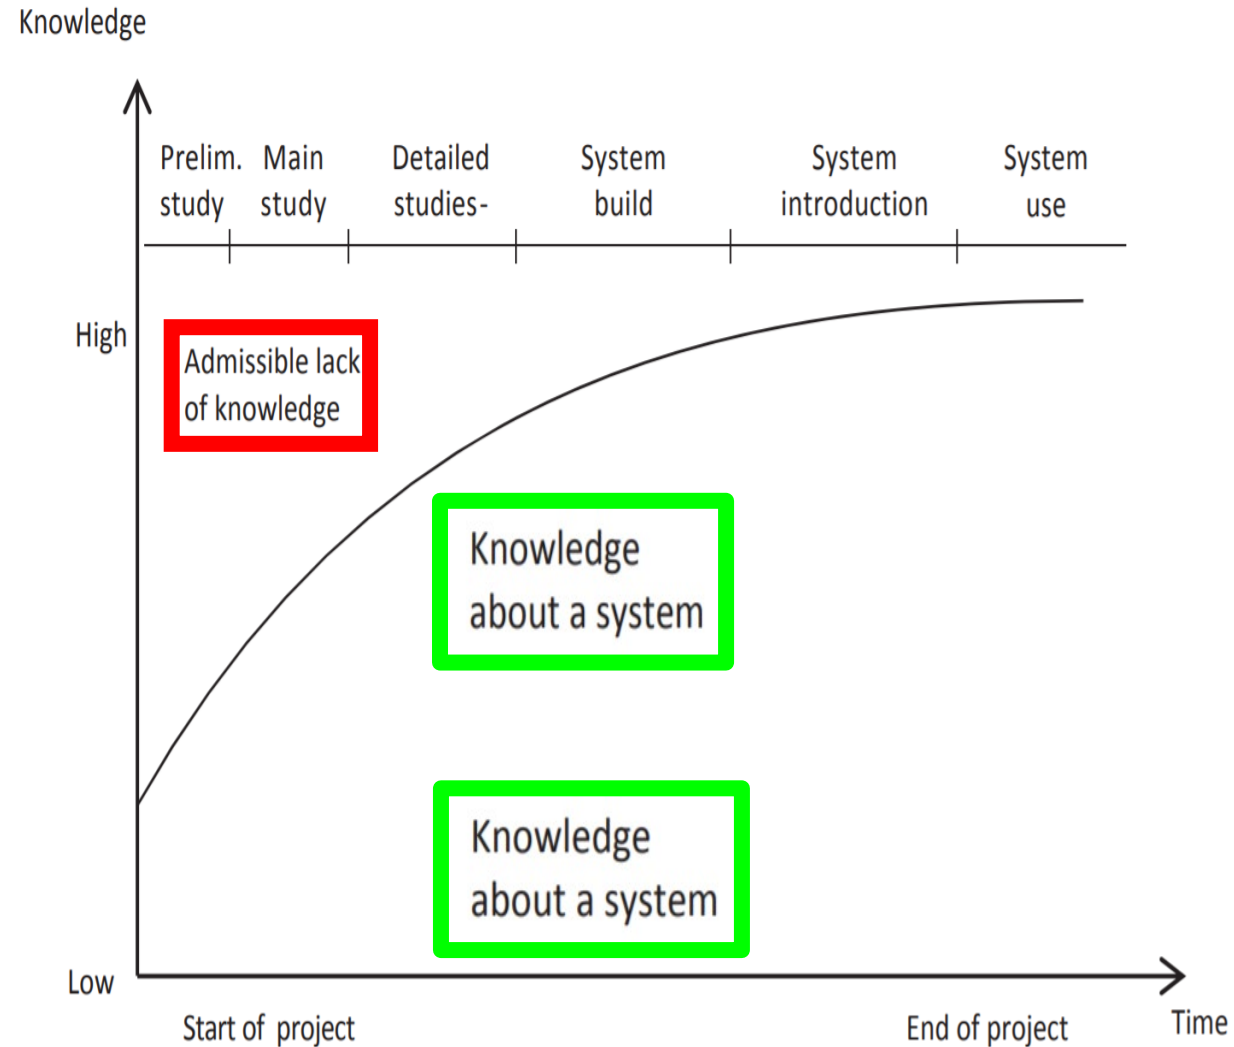 Knowledge
Prelim. Main Detailed System System System
study study studies- build introduction use
High
Admissible lack
of knowledge
Knowledge
about a system
Knowledge
about a system
Low
Start of project End of project Time